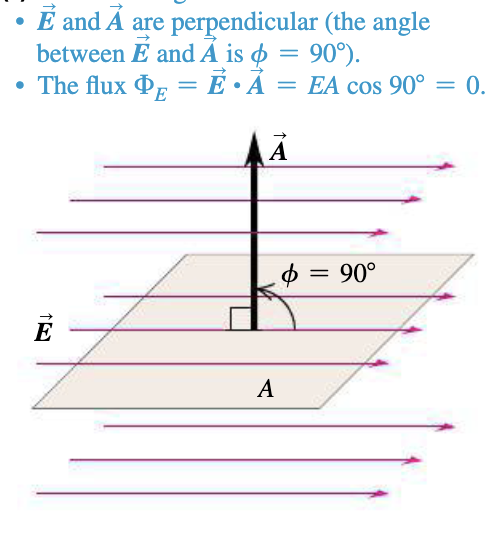 • E⃗ and A⃗ are perpendicular (the angle
between E⃗ and A⃗ is ϕ = 90°).
• The flux Φ_E = E⃗ · A⃗ = EA cos 90° = 0.
A⃗
ϕ = 90°
E⃗
A